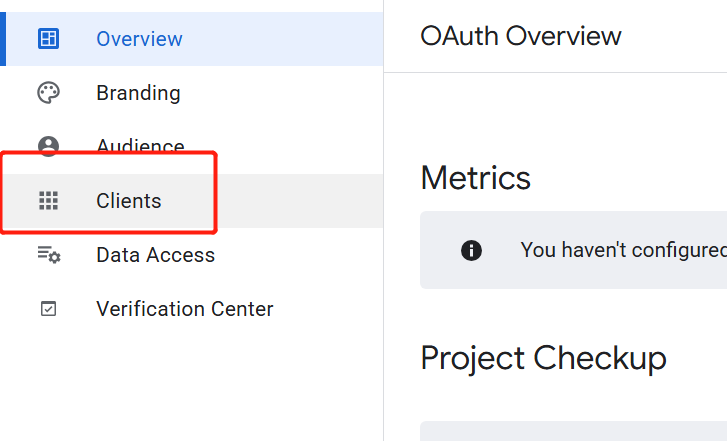 Overview
Branding
Audience
Clients
Data Access
Verification Center
OAuth Overview
Metrics
You haven't configured
Project Checkup